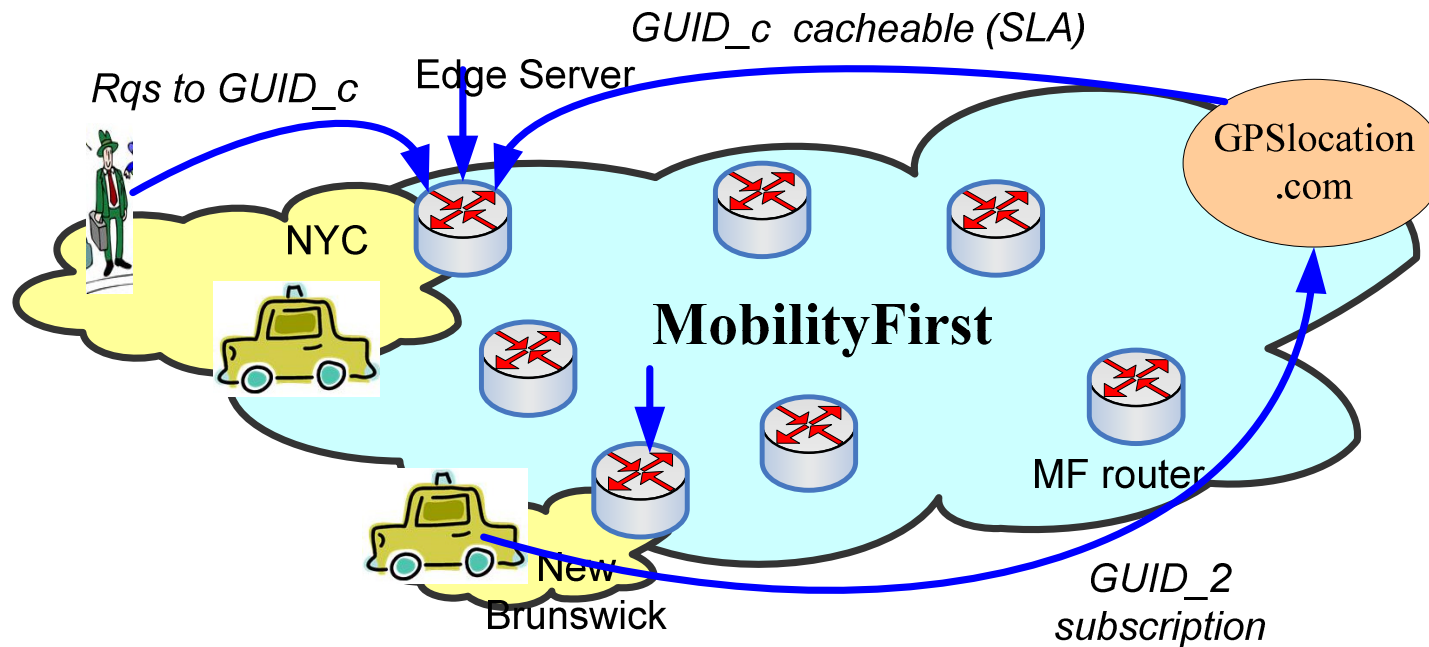 GUID_c cacheable (SLA)
Edge Server
Rqs to GUID_c
GPSlocation
.com
NYC
MobilityFirst
MF router
New
Brunswick
GUID_2
subscription